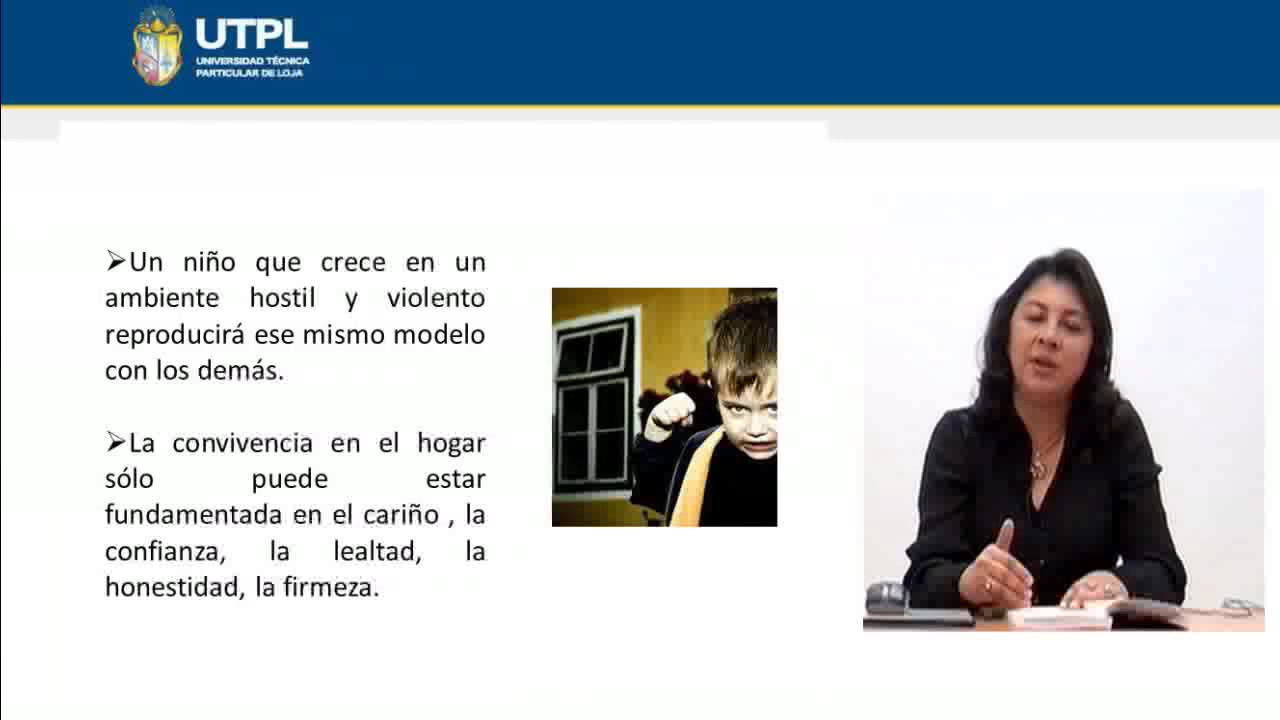 UTPL
UNIVERSIDAD TÉCNICA
PARTICULAR DE LOJA
➢Un niño que crece en un
ambiente hostil y violento
reproducirá ese mismo modelo
con los demás.
➢La convivencia en el hogar
sólo puede estar
fundamentada en el cariño , la
confianza, la lealtad, la
honestidad, la firmeza.